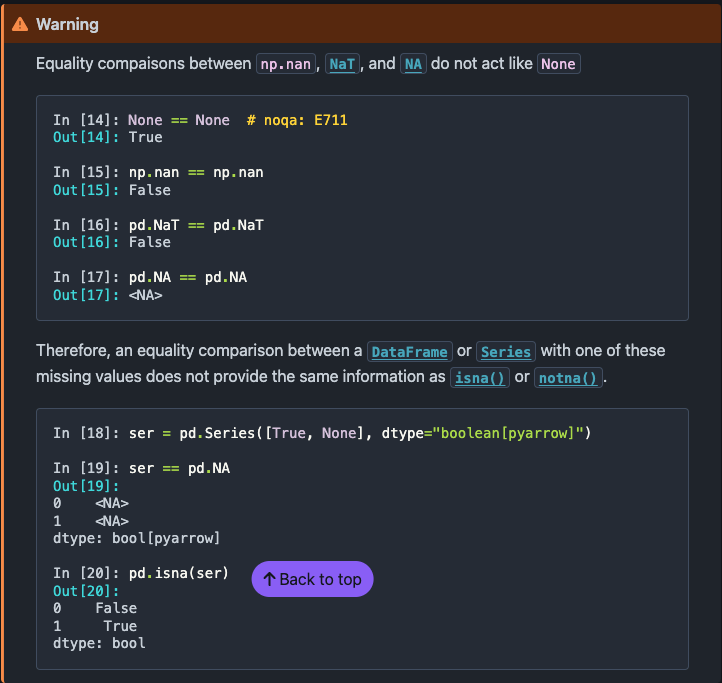 Warning
Equality compaisons between np.nan, NaT, and NA do not act like None
In [14]: None == None  # noqa: E711
Out[14]: True
In [15]: np.nan == np.nan
Out[15]: False
In [16]: pd.NaT == pd.NaT
Out[16]: False
In [17]: pd.NA == pd.NA
Out[17]: <NA>
Therefore, an equality comparison between a DataFrame or Series with one of these
missing values does not provide the same information as isna() or notna().
In [18]: ser = pd.Series([True, None], dtype="boolean[pyarrow]")
In [19]: ser == pd.NA
Out[19]:
0    <NA>
1    <NA>
dtype: bool[pyarrow]
In [20]: pd.isna(ser)
Out[20]:
0    False
1     True
dtype: bool
↑ Back to top